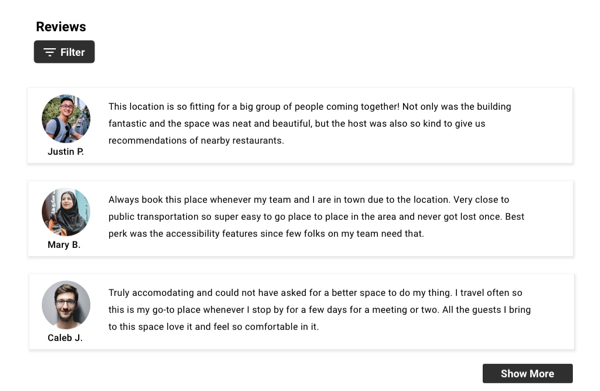 Reviews
Filter
This location is so fitting for a big group of people coming together! Not only was the building
fantastic and the space was neat and beautiful, but the host was also so kind to give us
recommendations of nearby restaurants.
Justin P.
Always book this place whenever my team and I are in town due to the location. Very close to
public transportation so super easy to go place to place in the area and never got lost once. Best
perk was the accessibility features since few folks on my team need that.
Mary B.
Truly accomodating and could not have asked for a better space to do my thing. I travel often so
this is my go-to place whenever I stop by for a few days for a meeting or two. All the guests I bring
to this space love it and feel so comfortable in it.
Caleb J.
Show More